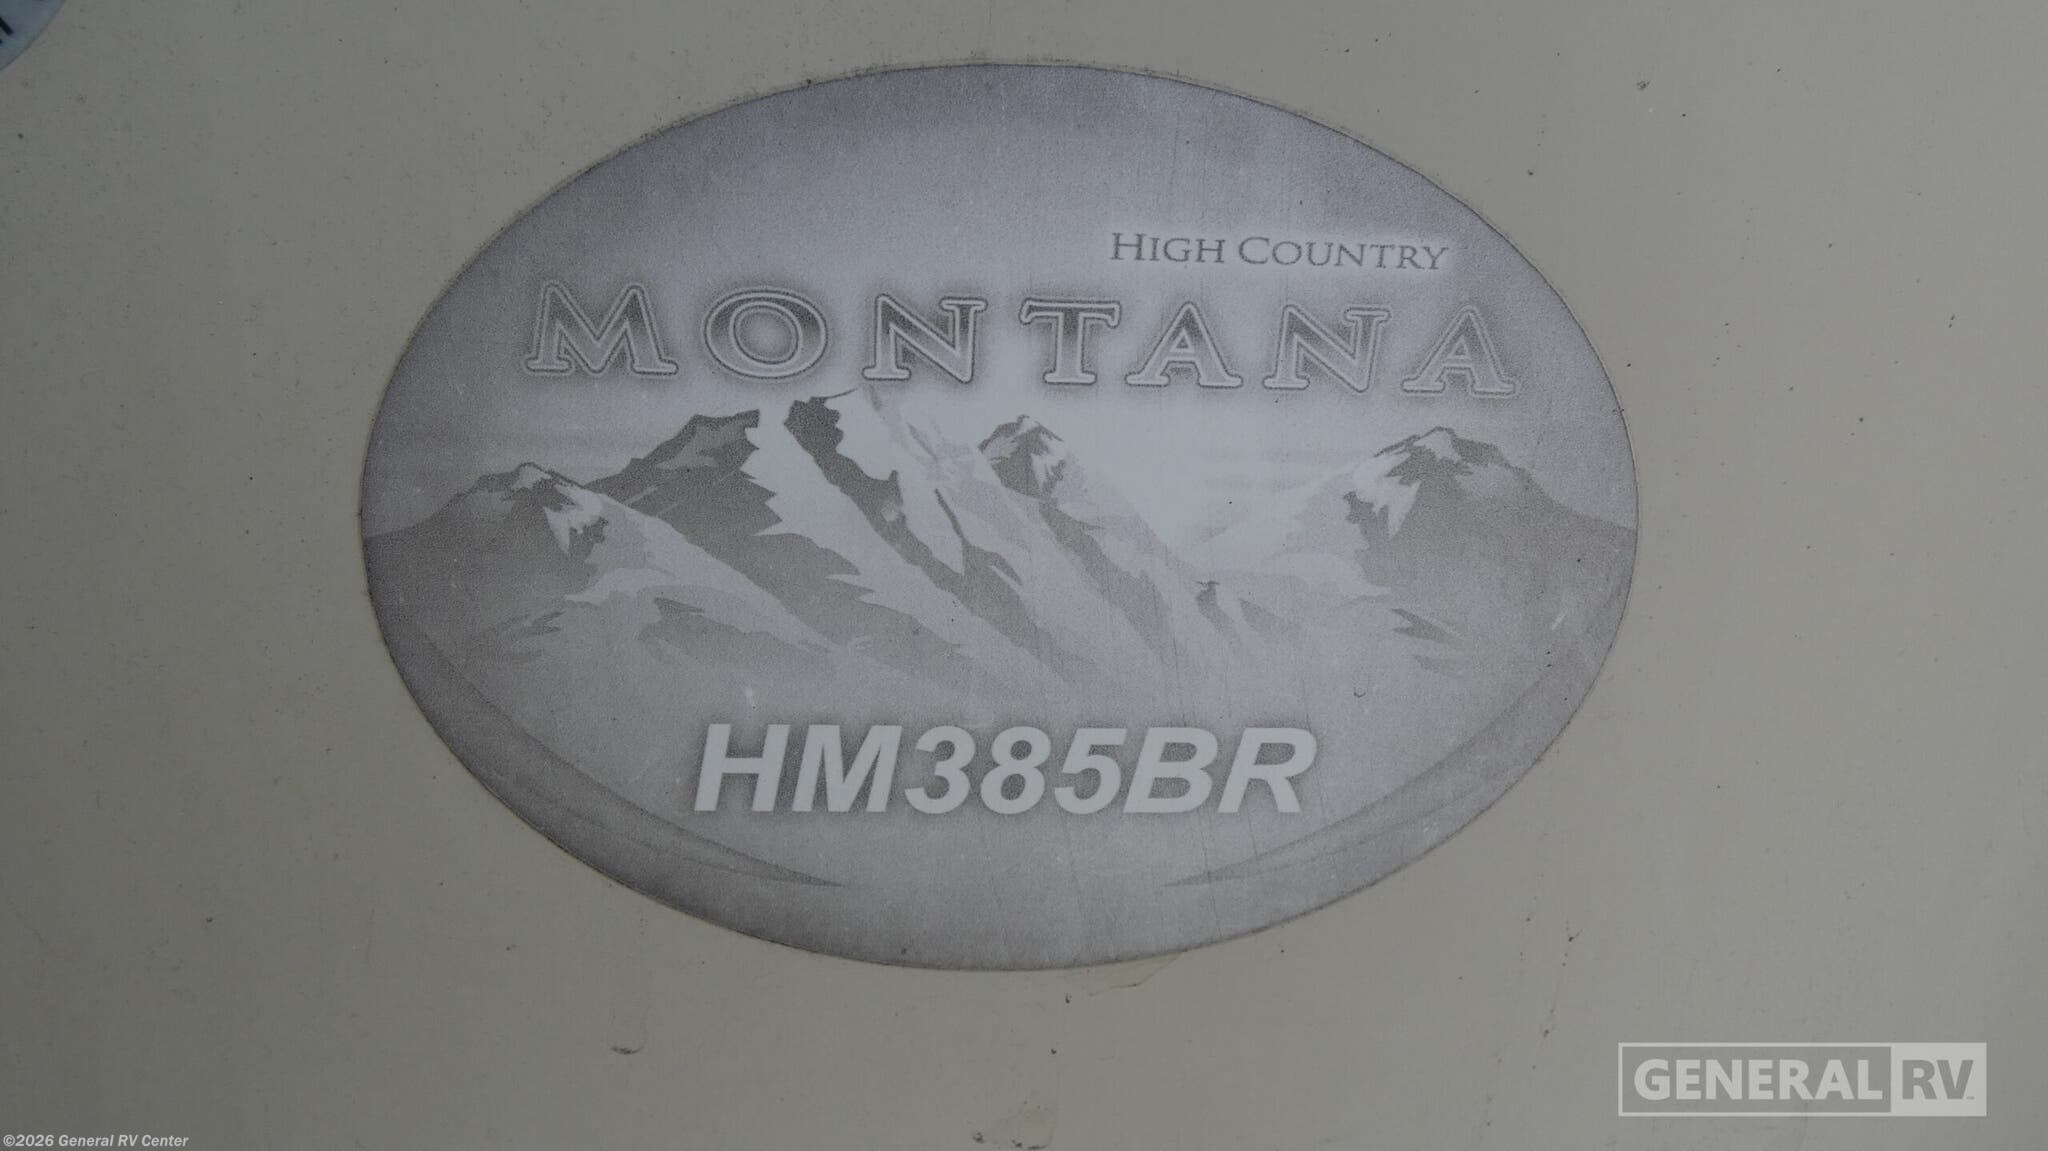 HIGH COUNTRY
MONTANA
HM385BR
GENERAL RV
©2026 General RV Center